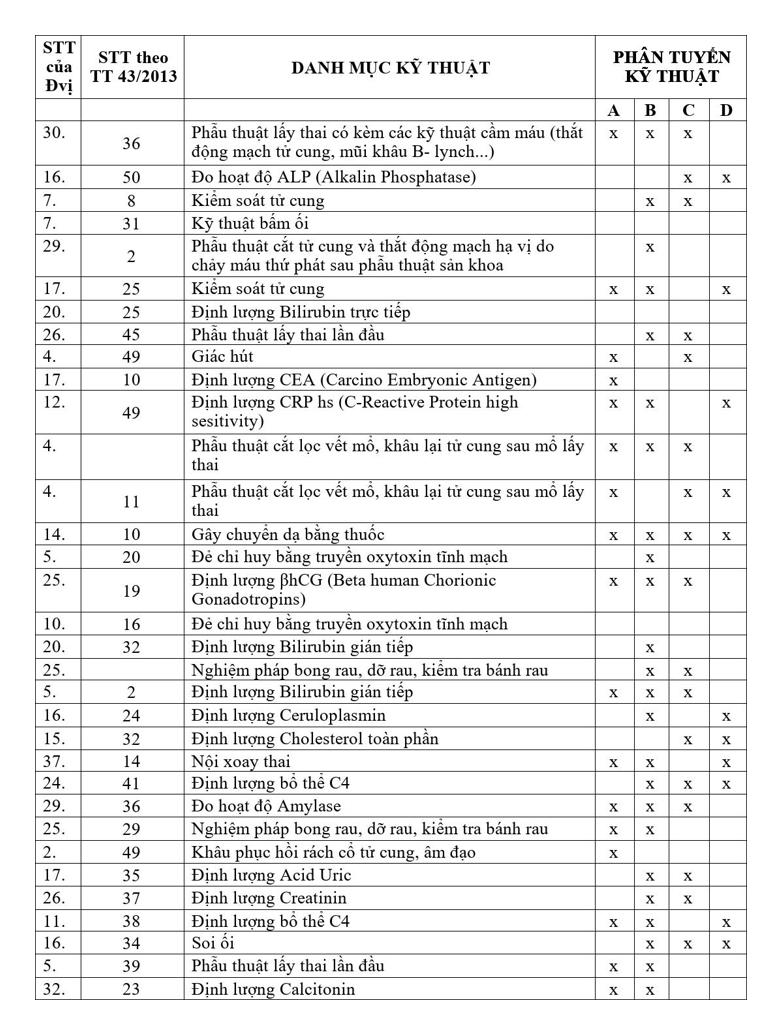 STT của Đvị | STT theo TT 43/2013 | DANH MỤC KỸ THUẬT | PHÂN TUYẾN KỸ THUẬT
A B C D
30. 36 Phẫu thuật lấy thai có kèm các kỹ thuật cầm máu (thắt x x x
động mạch tử cung, mũi khâu B- lynch...)
16. 50 Đo hoạt độ ALP (Alkalin Phosphatase) x x
7. 8 Kiểm soát tử cung x x
7. 31 Kỹ thuật bấm ối
29. 2 Phẫu thuật cắt tử cung và thắt động mạch hạ vị do x
chảy máu thứ phát sau phẫu thuật sản khoa
17. 25 Kiểm soát tử cung x x x
20. 25 Định lượng Bilirubin trực tiếp
26. 45 Phẫu thuật lấy thai lần đầu x x
4. 49 Giác hút x x
17. 10 Định lượng CEA (Carcino Embryonic Antigen) x
12. 49 Định lượng CRP hs (C-Reactive Protein high x x x
sesitivity)
4. Phẫu thuật cắt lọc vết mổ, khâu lại tử cung sau mổ lấy x x x
thai
4. 11 Phẫu thuật cắt lọc vết mổ, khâu lại tử cung sau mổ lấy x x x
thai
14. 10 Gây chuyển dạ bằng thuốc x x x x
5. 20 Đẻ chỉ huy bằng truyền oxytoxin tĩnh mạch x
25. 19 Định lượng βhCG (Beta human Chorionic x x x
Gonadotropins)
10. 16 Đẻ chỉ huy bằng truyền oxytoxin tĩnh mạch
20. 32 Định lượng Bilirubin gián tiếp x
25. Nghiệm pháp bong rau, đỡ rau, kiểm tra bánh rau x x
5. 2 Định lượng Bilirubin gián tiếp x x x
16. 24 Định lượng Ceruloplasmin x x
15. 32 Định lượng Cholesterol toàn phần x x
37. 14 Nội xoay thai x x x
24. 41 Định lượng bổ thể C4 x x x
29. 36 Đo hoạt độ Amylase x x x
25. 29 Nghiệm pháp bong rau, đỡ rau, kiểm tra bánh rau x x
2. 49 Khâu phục hồi rách cổ tử cung, âm đạo x
17. 35 Định lượng Acid Uric x x
26. 37 Định lượng Creatinin x x
11. 38 Định lượng bổ thể C4 x x x
16. 34 Soi ối x x x
5. 39 Phẫu thuật lấy thai lần đầu x x
32. 23 Định lượng Calcitonin x x